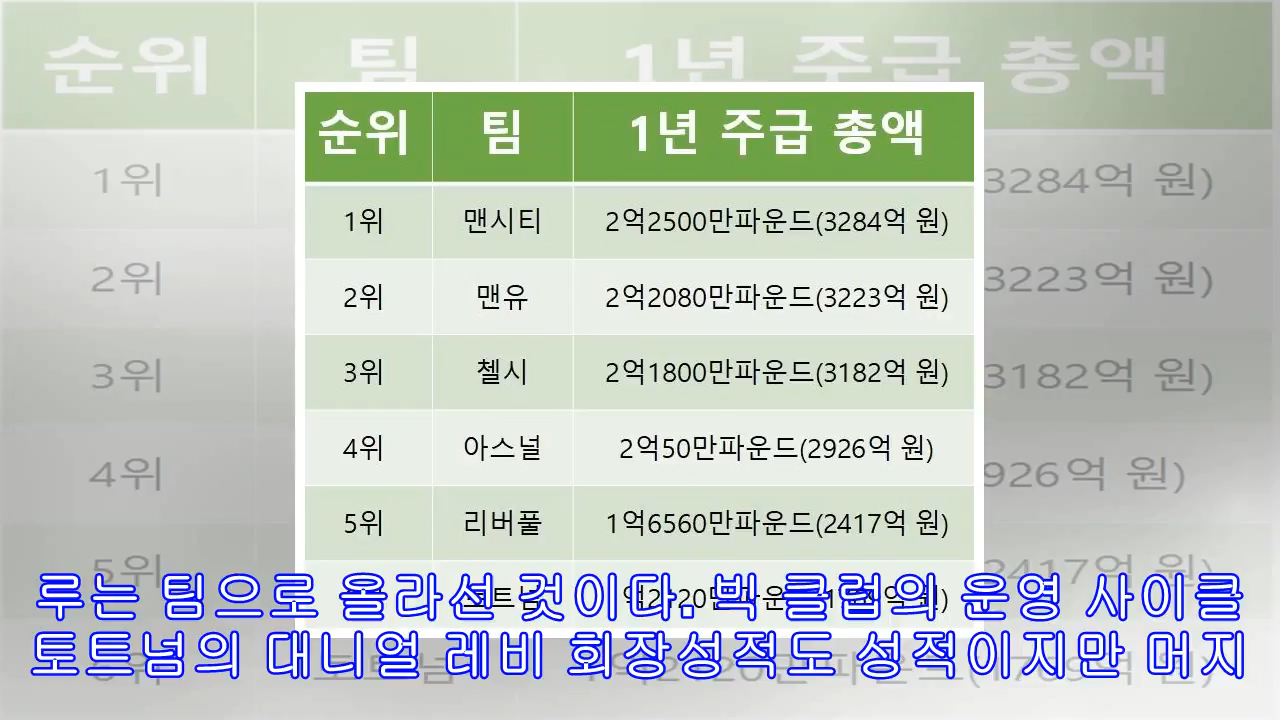 순위 팀 1년 주급 총액
1위 맨시티 2억2500만파운드(3284억 원)
2위 맨유 2억2080만파운드(3223억 원)
3위 첼시 2억1800만파운드(3182억 원)
4위 아스널 2억50만파운드(2926억 원)
5위 리버풀 1억6560만파운드(2417억 원)
루는 팀으로 올라선 것이다. 빅 클럽의 운영 사이클
토트넘의 대니얼 레비 회장성적도 성적이지만 머지